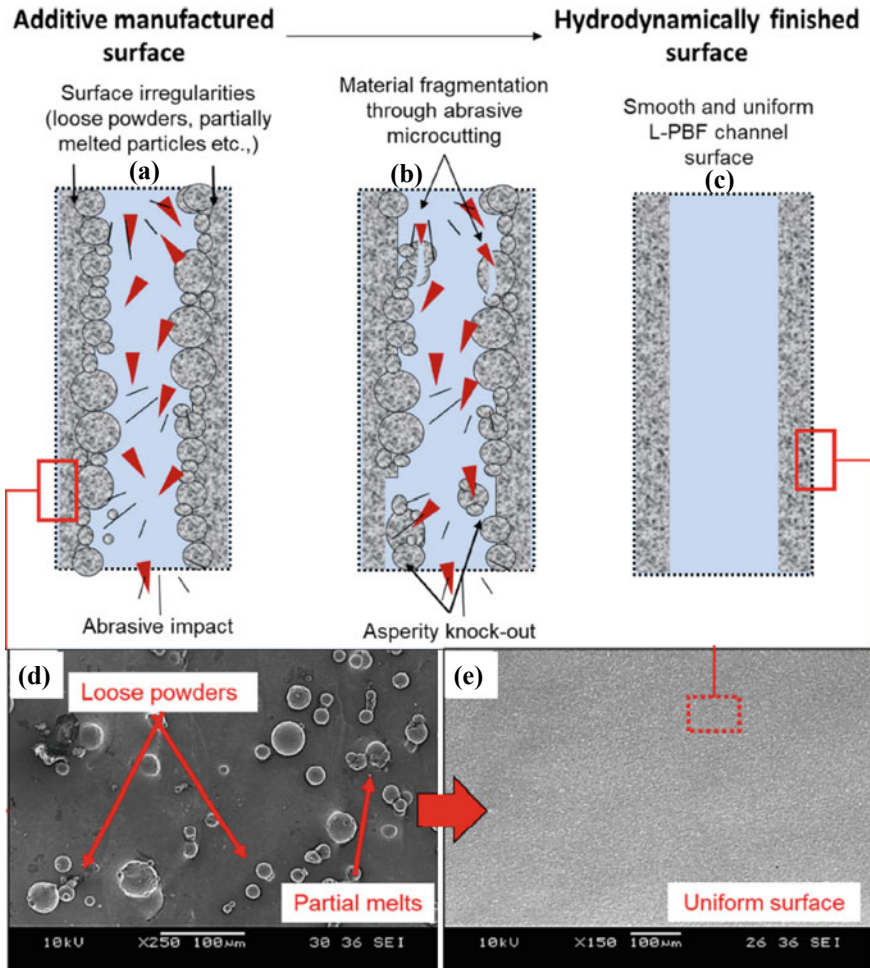 Additive manufactured
surface
Hydrodynamically finished
surface
Surface irregularities
(loose powders, partially
melted particles etc.,)
Material fragmentation
through abrasive
microcutting
Smooth and uniform
L-PBF channel
surface
(a)
(b)
(c)
Abrasive impact
Asperity knock-out
(d)
Loose powders
Partial melts
10kV X250 100µm 30 36 SEI
(e)
Uniform surface
10kV X150 100µm 26 36 SEI